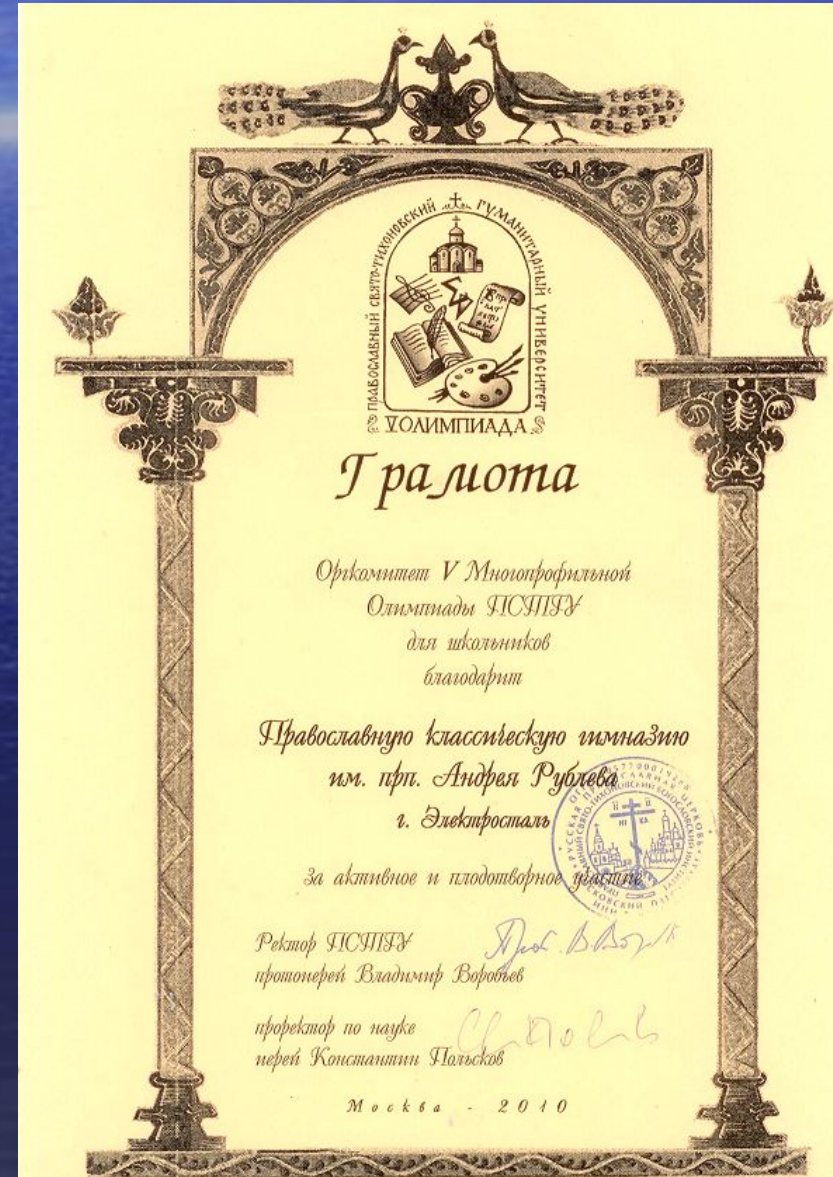 ПРАВОСЛАВНЫЙ СВЯТО-ТИХОНОВСКИЙ ГУМАНИТАРНЫЙ УНИВЕРСИТЕТ
V ОЛИМПИАДА
Грамота
Оргкомитет V Многопрофильной
Олимпиады ПСТГУ
для школьников
благодарит
Православную классическую гимназию
им. прп. Андрея Рублева
г. Электросталь
За активное и плодотворное участие
Ректор ПСТГУ
протоиерей Владимир Воробьев
проректор по науке
иерей Константин Польсков
Москва - 2010